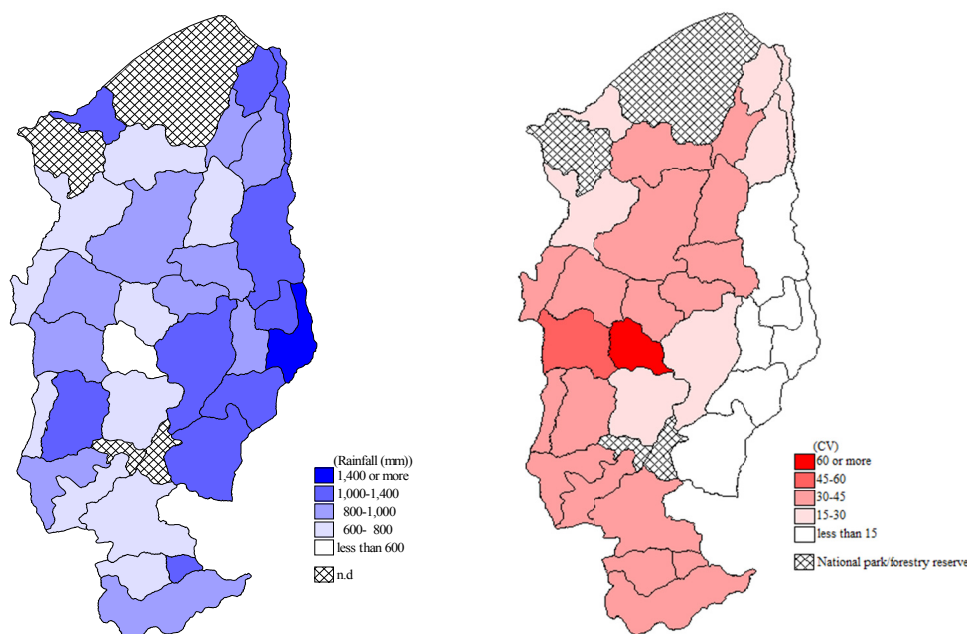 (Rainfall (mm))
1,400 or more
1,000-1,400
800-1,000
600- 800
less than 600
n.d
(CV)
60 or more
45-60
30-45
15-30
less than 15
National park/forestry reserve